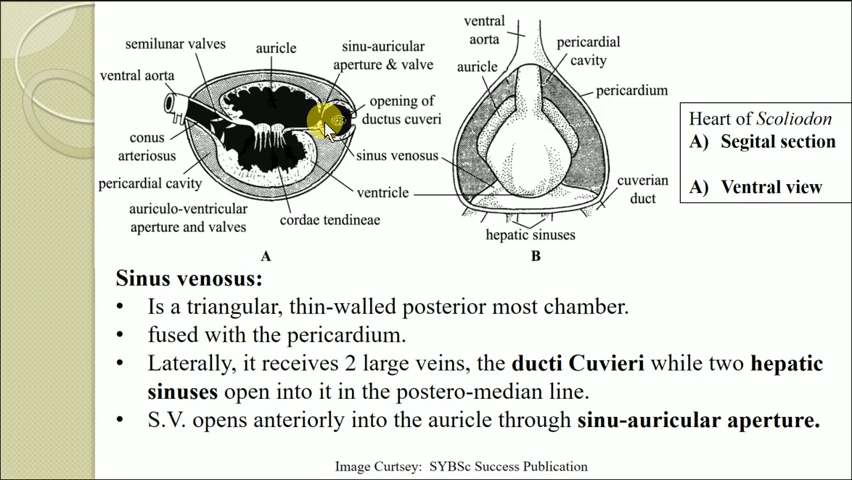 semilunar valves
ventral aorta
auricle
sinu-auricular
aperture & valve
opening of
ductus cuveri
conus
arteriosus
sinus venosus
pericardial cavity
ventricle
auriculo-ventricular
aperture and valves
cordae tendineae
A
ventral
aorta
auricle
pericardial
cavity
pericardium
cuverian
duct
hepatic sinuses
B
Heart of Scoliodon
A) Segital section
A) Ventral view
Sinus venosus:
• Is a triangular, thin-walled posterior most chamber.
• fused with the pericardium.
• Laterally, it receives 2 large veins, the ducti Cuvieri while two hepatic
sinuses open into it in the postero-median line.
• S.V. opens anteriorly into the auricle through sinu-auricular aperture.
Image Curtsey: SYBSc Success Publication